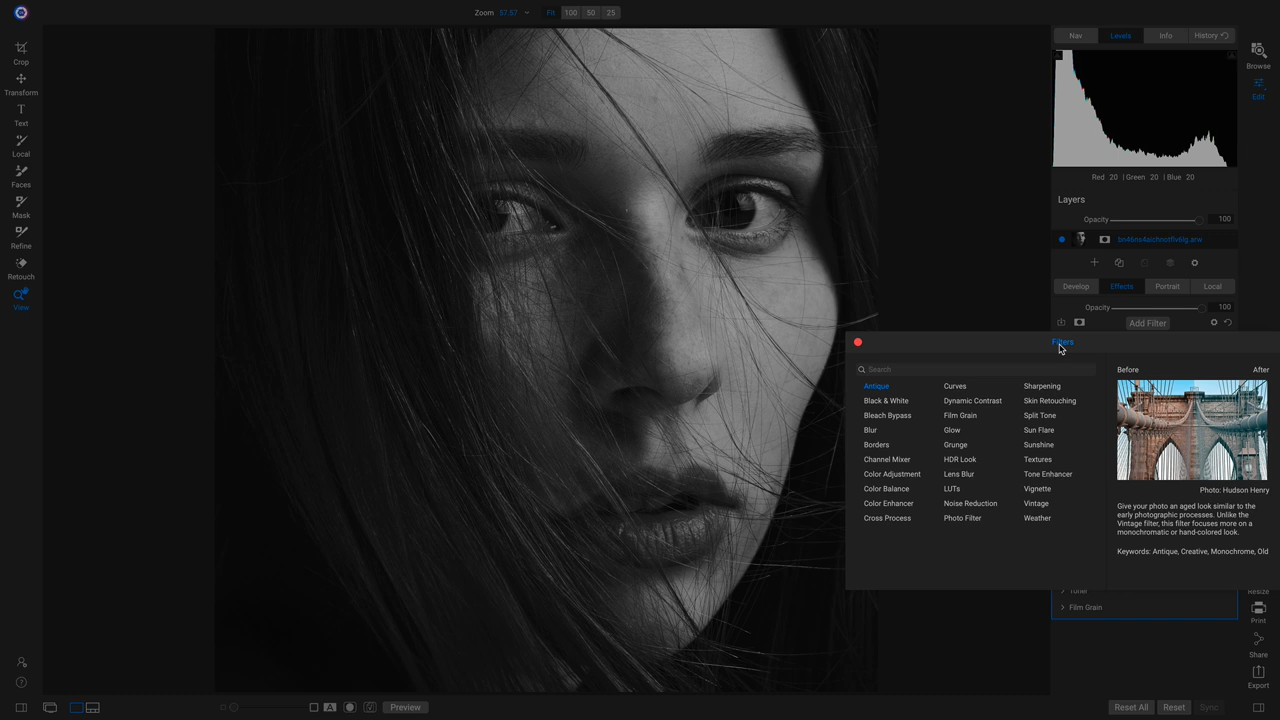 Zoom 57.57 Fit 100 50 25
Crop
Transform
Text
Local
Faces
Mask
Refine
Retouch
View
Nav Levels Info History
Browse
Edit
Red 20 | Green 20 | Blue 20
Layers
Opacity 100
Develop Effects Portrait Local
Opacity 100
Add Filter
Filters
Search
Antique Curves Sharpening
Black & White Dynamic Contrast Skin Retouching
Bleach Bypass Film Grain Split Tone
Blur Glow Sun Flare
Borders Grunge Sunshine
Channel Mixer HDR Look Textures
Color Adjustment Lens Blur Tone Enhancer
Color Balance LUTs Vignette
Color Enhancer Noise Reduction Vintage
Cross Process Photo Filter Weather
Before After
Photo: Hudson Henry
Give your photo an aged look similar to the
early photographic processes. Unlike the
Vintage filter, this filter focuses more on a
monochromatic or hand-colored look.
Keywords: Antique, Creative, Monochrome, Old
Toner
Film Grain
Resize
Print
Share
Export
A Preview
Reset All Reset Sync